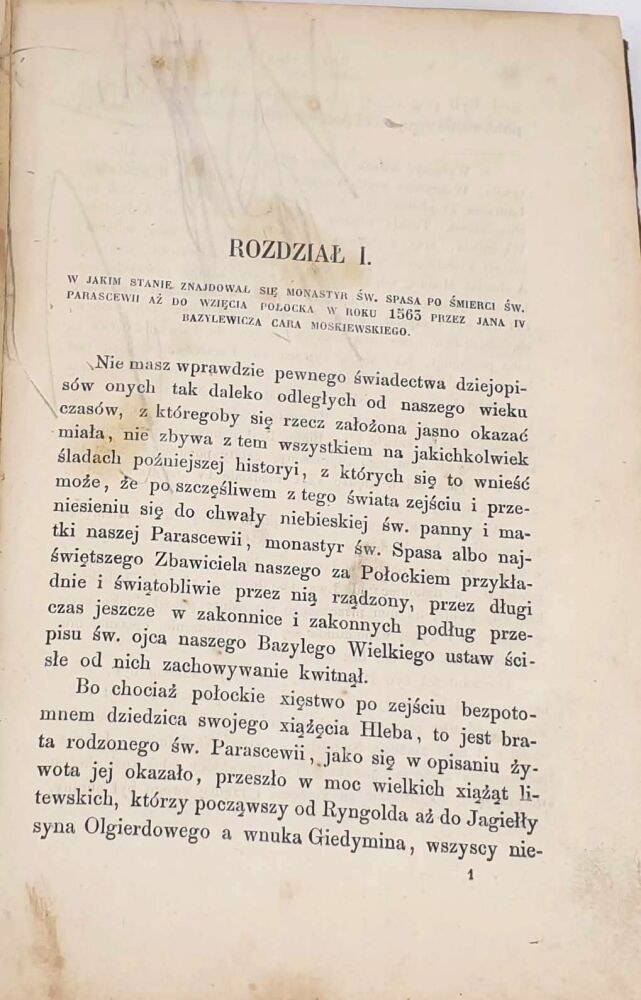 ROZDZIAŁ I.
W JAKIM STANIE ZNAJDOWAŁ SIĘ MONASTYR ŚW. SPASA PO ŚMIERCI ŚW.
PARASCEWII AŻ DO WZIĘCIA POŁOCKA W ROKU 1563 PRZEZ JANA IV
BAZYLEWICZA CARA MOSKIEWSKIEGO.
Nie masz wprawdzie pewnego świadectwa dziejopi-
sów onych tak daleko odległych od naszego wieku
czasów, z któregoby się rzecz założona jasno okazać
miała, nie zbywa z tem wszystkiem na jakichkolwiek
śladach poźniejszej historyi, z których się to wnieść
może, że po szczęśliwem z tego świata zejściu i prze-
niesieniu się do chwały niebieskiej św. panny i ma-
tki naszej Parascewii, monastyr św. Spasa albo naj-
świętszego Zbawiciela naszego za Połockiem przykła-
dnie i świątobliwie przez nią rządzony, przez długi
czas jeszcze w zakonnice i zakonnych podług prze-
pisu św. ojca naszego Bazylego Wielkiego ustaw ści-
słe od nich zachowywanie kwitnął.
Bo chociaż połockie xięstwo po zejściu bezpoto-
mnem dziedzica swojego xiążęcia Hleba, to jest bra-
ta rodzonego św. Parascewii, jako się w opisaniu ży-
wota jej okazało, przeszło w moc wielkich xiążąt li-
tewskich, którzy począwszy od Ryngolda aż do Jagiełły
syna Olgierdowego a wnuka Giedymina, wszyscy nie-
1